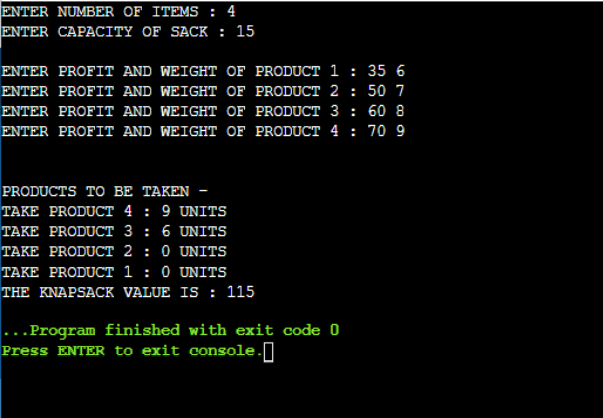 ENTER NUMBER OF ITEMS : 4
ENTER CAPACITY OF SACK : 15
ENTER PROFIT AND WEIGHT OF PRODUCT 1 : 35 6
ENTER PROFIT AND WEIGHT OF PRODUCT 2 : 50 7
ENTER PROFIT AND WEIGHT OF PRODUCT 3 : 60 8
ENTER PROFIT AND WEIGHT OF PRODUCT 4 : 70 9
PRODUCTS TO BE TAKEN -
TAKE PRODUCT 4 : 9 UNITS
TAKE PRODUCT 3 : 6 UNITS
TAKE PRODUCT 2 : 0 UNITS
TAKE PRODUCT 1 : 0 UNITS
THE KNAPSACK VALUE IS : 115
...Program finished with exit code 0
Press ENTER to exit console.